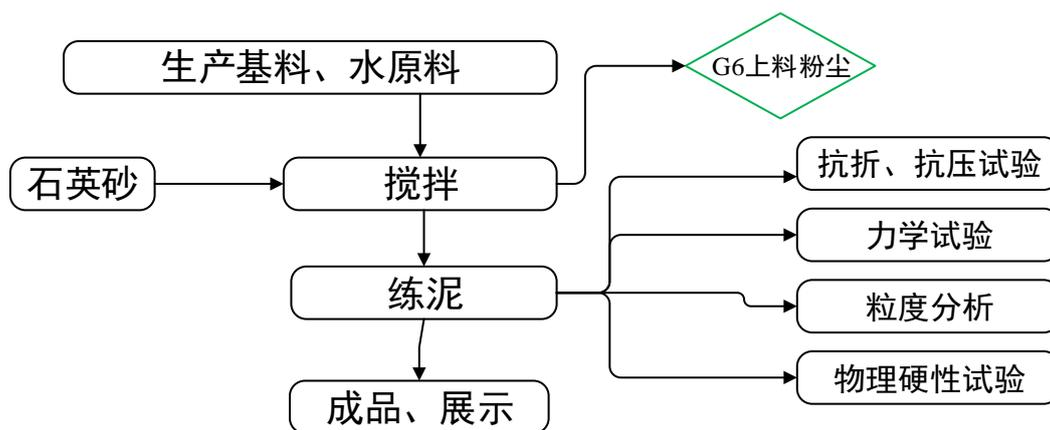 生产基料、水原料
G6上料粉尘
石英砂
搅拌
抗折、抗压试验
力学试验
练泥
粒度分析
物理硬性试验
成品、展示